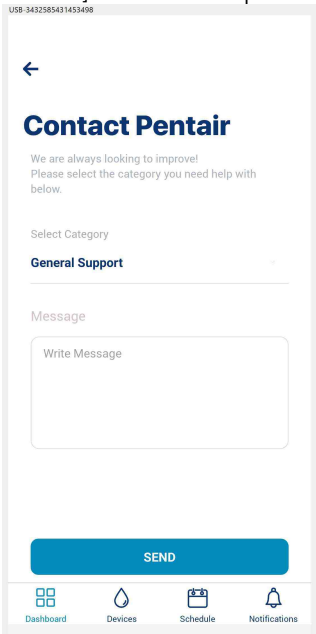 USB-3432585431453498
Contact Pentair
We are always looking to improve!
Please select the category you need help with
below.
Select Category
General Support
Message
Write Message
SEND
Dashboard Devices Schedule Notifications